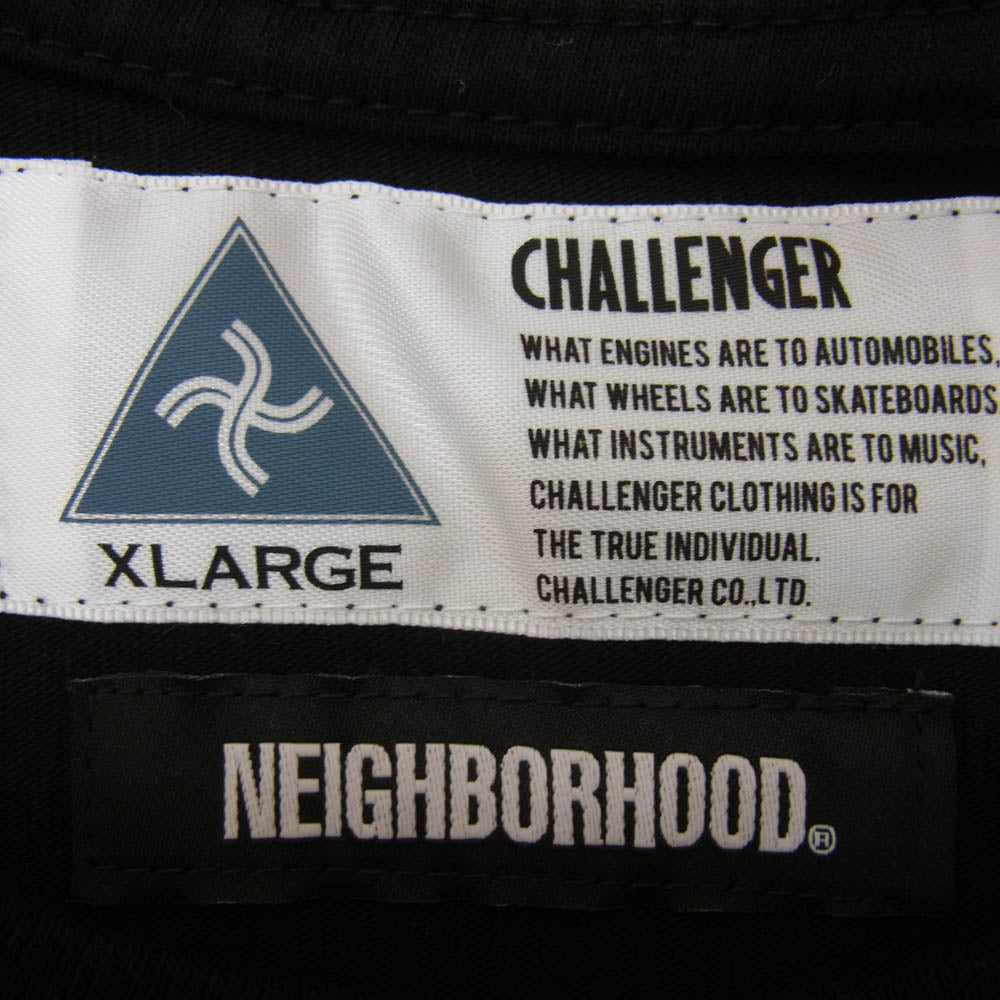 XLARGE
CHALLENGER
WHAT ENGINES ARE TO AUTOMOBILES,
WHAT WHEELS ARE TO SKATEBOARDS
WHAT INSTRUMENTS ARE TO MUSIC,
CHALLENGER CLOTHING IS FOR
THE TRUE INDIVIDUAL.
CHALLENGER CO.,LTD.
NEIGHBORHOOD®